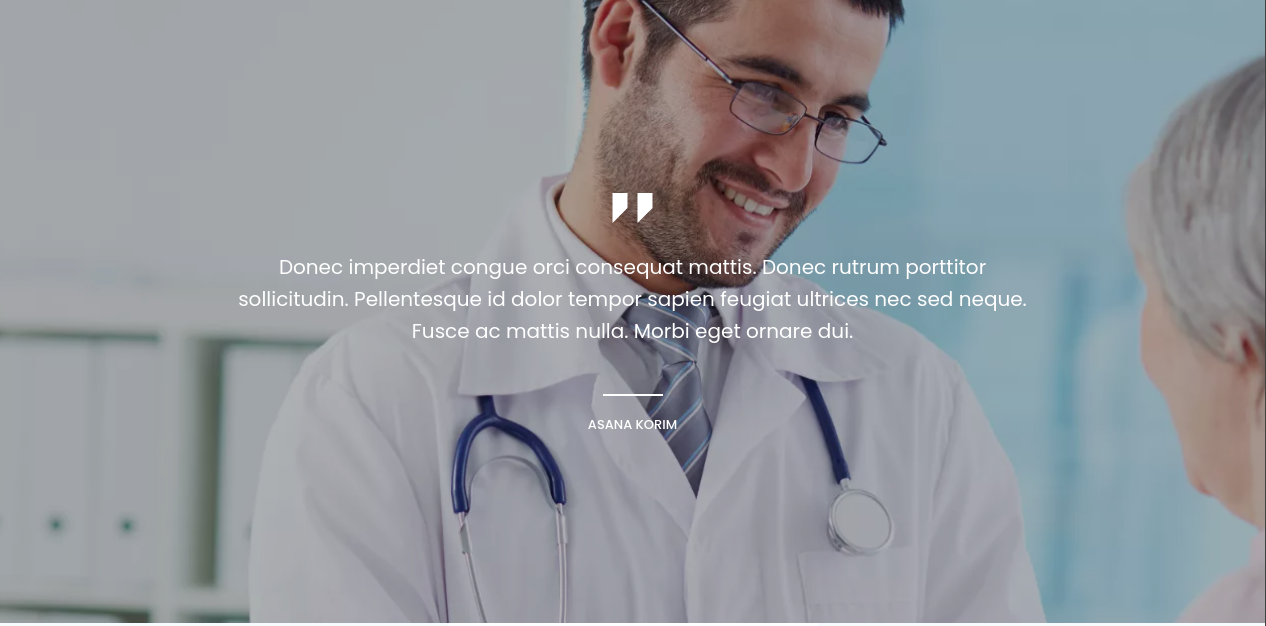 Donec imperdiet congue orci consequat mattis. Donec rutrum porttitor
sollicitudin. Pellentesque id dolor tempor sapien feugiat ultrices nec sed neque.
Fusce ac mattis nulla. Morbi eget ornare dui.
ASANA KORIM